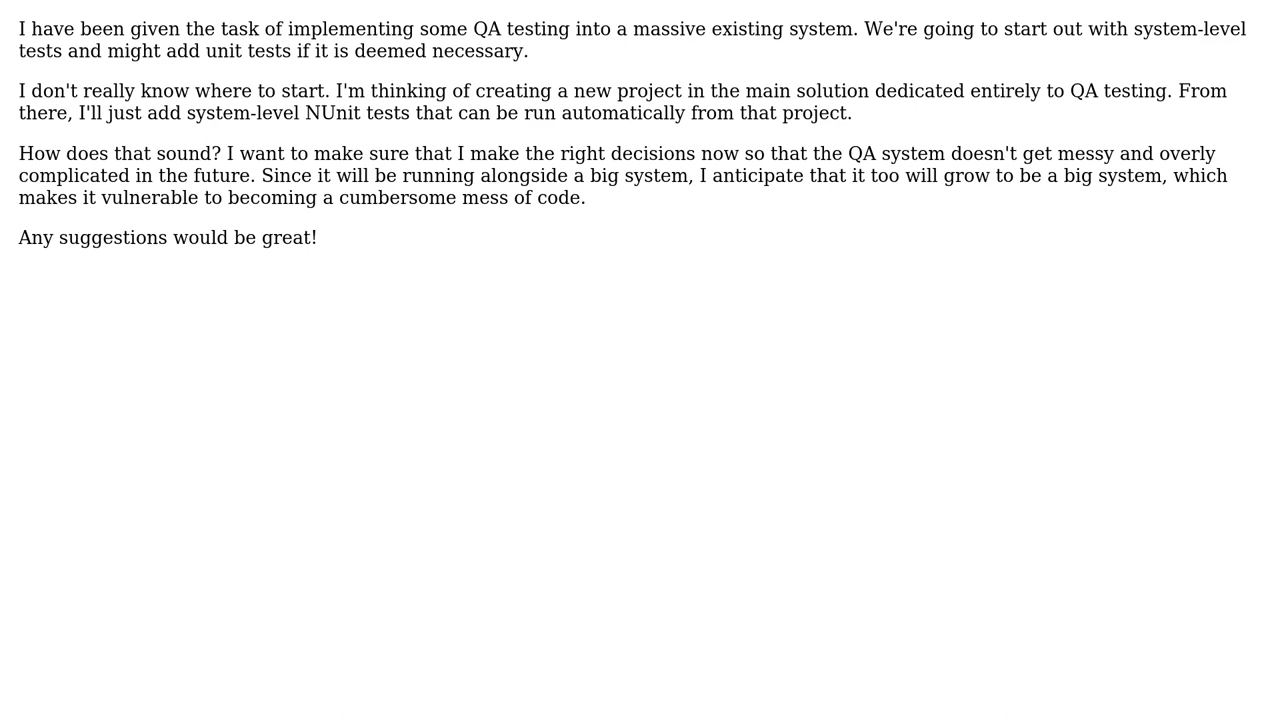 I have been given the task of implementing some QA testing into a massive existing system. We're going to start out with system-level
tests and might add unit tests if it is deemed necessary.
I don't really know where to start. I'm thinking of creating a new project in the main solution dedicated entirely to QA testing. From
there, I'll just add system-level NUnit tests that can be run automatically from that project.
How does that sound? I want to make sure that I make the right decisions now so that the QA system doesn't get messy and overly
complicated in the future. Since it will be running alongside a big system, I anticipate that it too will grow to be a big system, which
makes it vulnerable to becoming a cumbersome mess of code.
Any suggestions would be great!